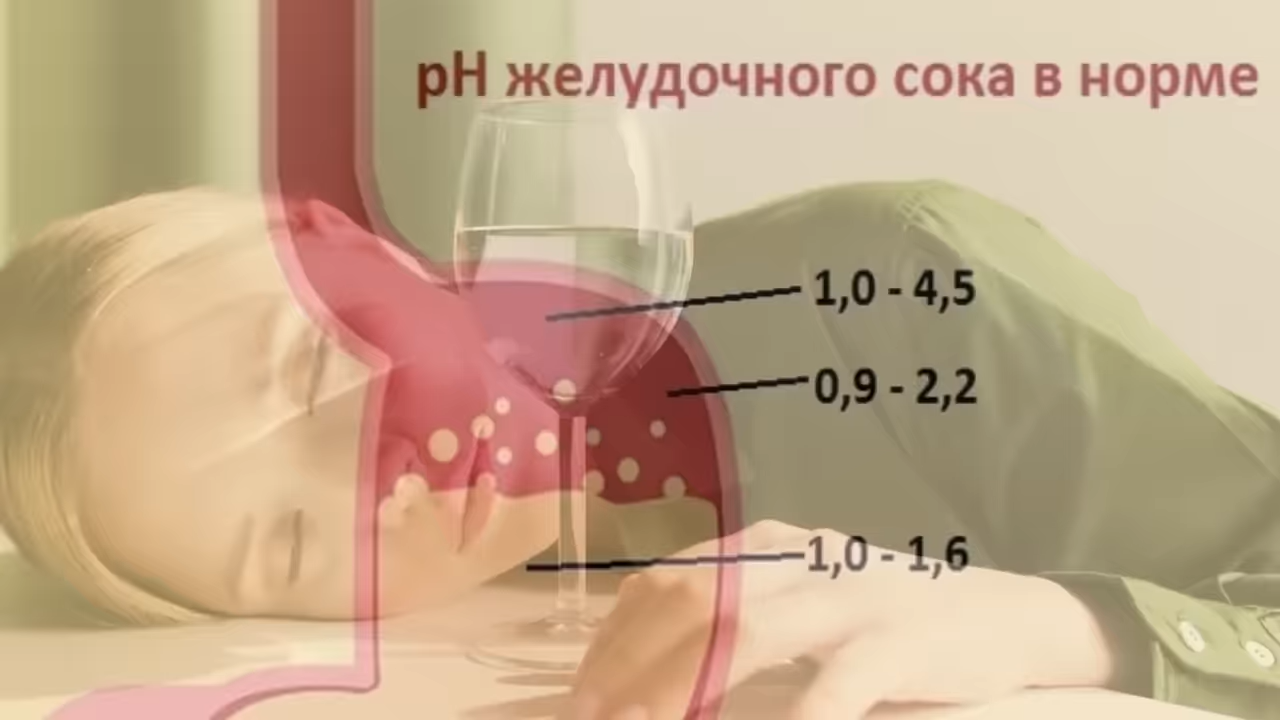 pH желудочного сока в норме
1,0 - 4,5
0,9 - 2,2
1,0 - 1,6